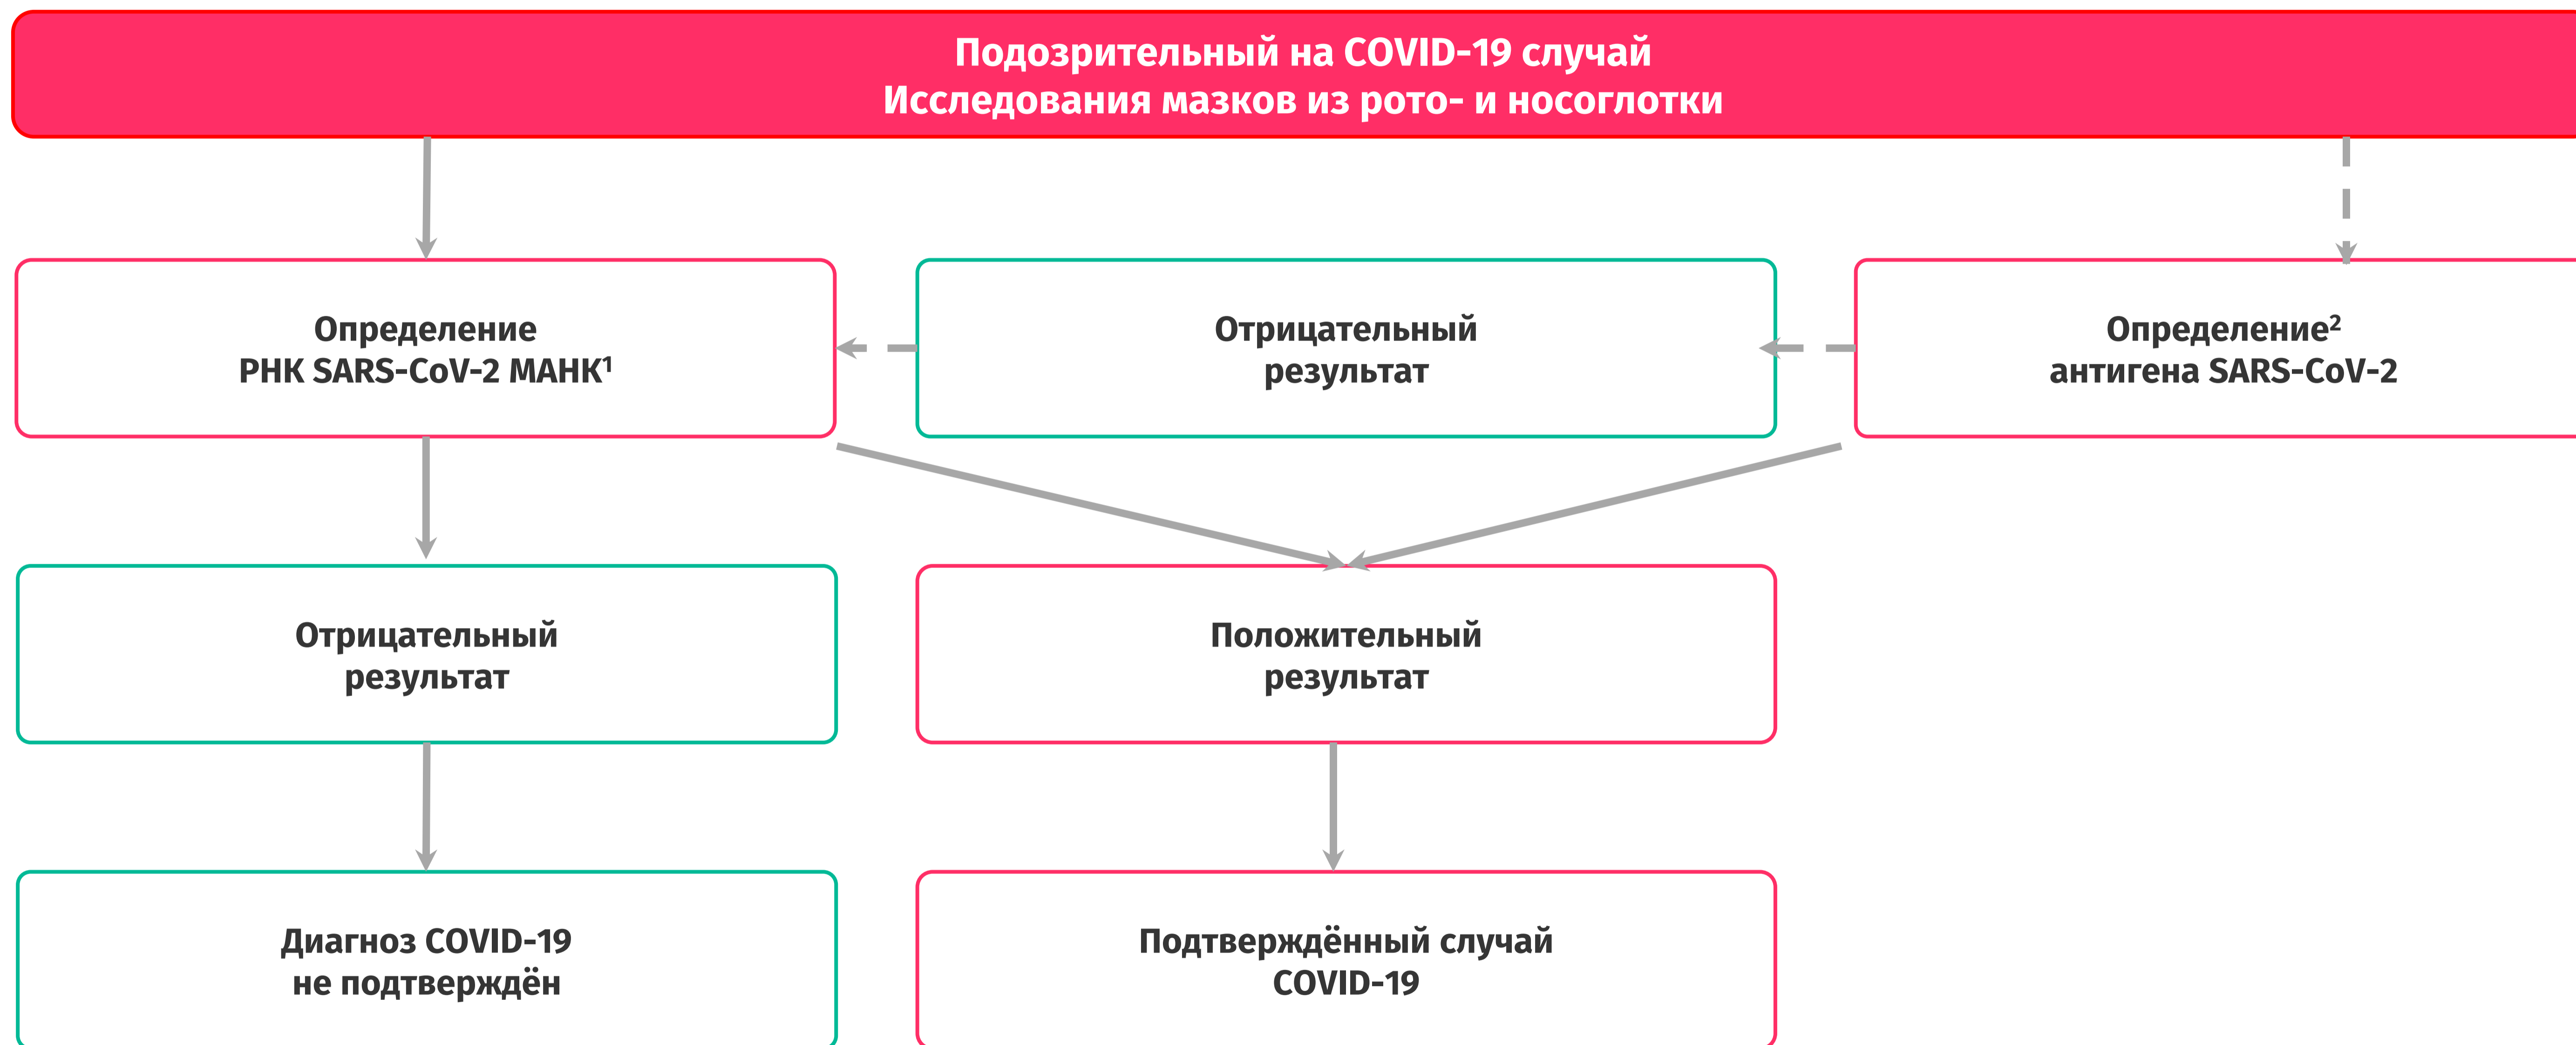 Подозрительный на COVID-19 случай
Исследования мазков из рото- и носоглотки
Определение
РНК SARS-CoV-2 МАНК¹
Отрицательный
результат
Определение²
антигена SARS-CoV-2
Отрицательный
результат
Положительный
результат
Диагноз COVID-19
не подтверждён
Подтверждённый случай
COVID-19